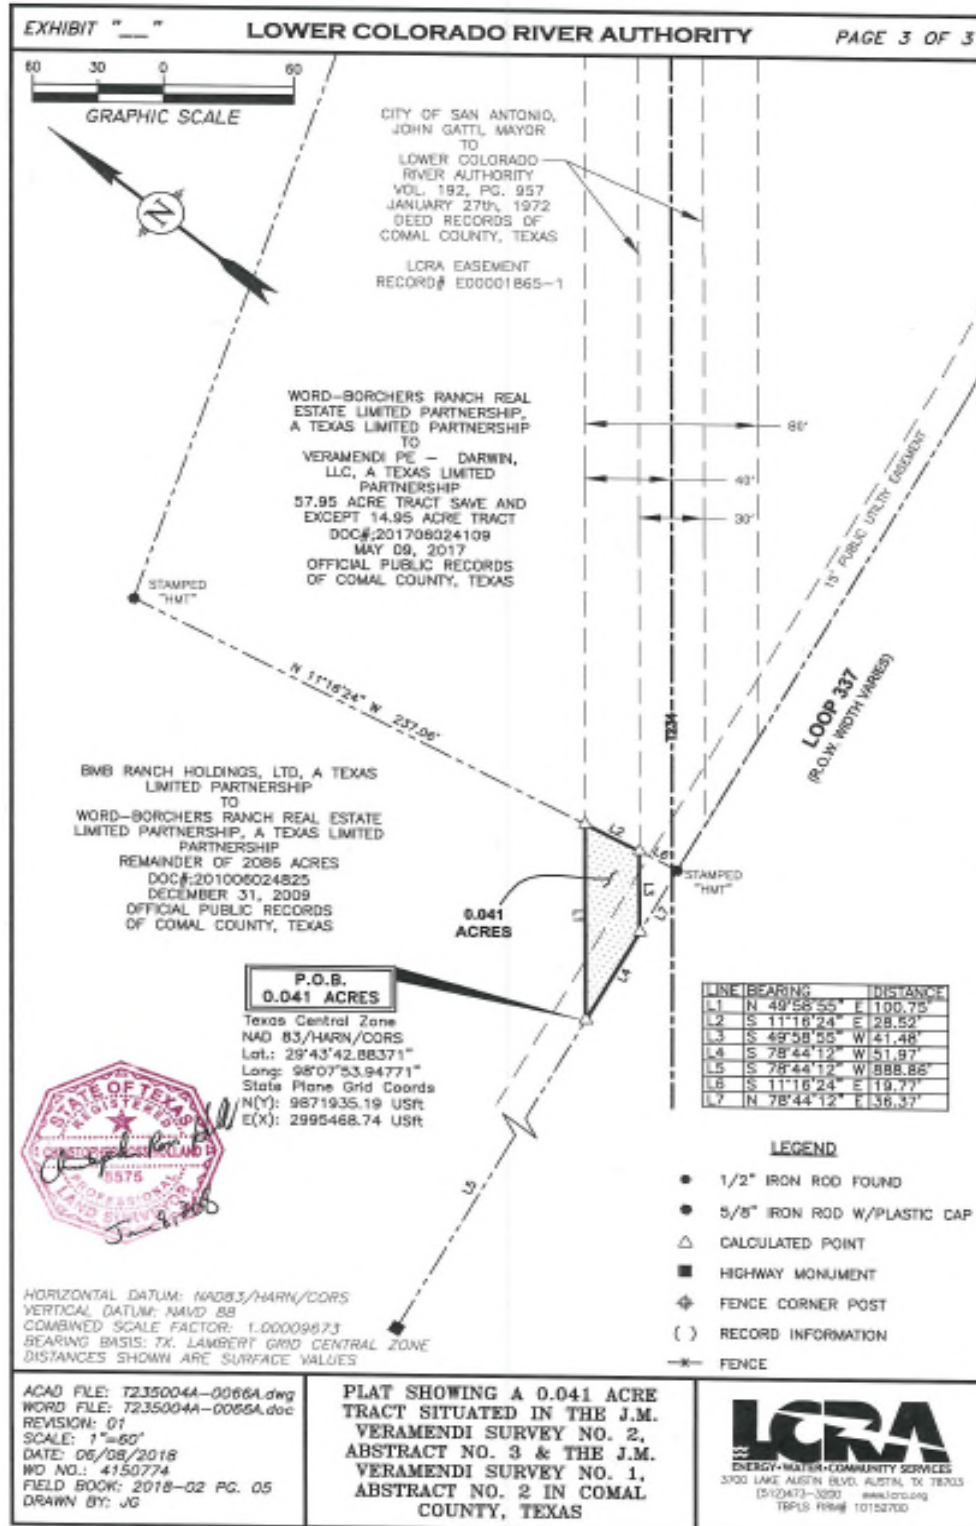 EXHIBIT "__"
LOWER COLORADO RIVER AUTHORITY
PAGE 3 OF 3
60 30 0 60
GRAPHIC SCALE
N
CITY OF SAN ANTONIO,
JOHN GATTI, MAYOR
TO
LOWER COLORADO
RIVER AUTHORITY
VOL. 192, PG. 957
JANUARY 27th, 1972
DEED RECORDS OF
COMAL COUNTY, TEXAS
LCRA EASEMENT
RECORD# E00001865-1
WORD-BORCHERS RANCH REAL
ESTATE LIMITED PARTNERSHIP,
A TEXAS LIMITED PARTNERSHIP
TO
VERAMENDI PE - DARWIN,
LLC, A TEXAS LIMITED
PARTNERSHIP
57.95 ACRE TRACT SAVE AND
EXCEPT 14.95 ACRE TRACT
DOC#:201706024109
MAY 09, 2017
OFFICIAL PUBLIC RECORDS
OF COMAL COUNTY, TEXAS
80'
40'
30'
15' PUBLIC UTILITY EASEMENT
LOOP 337
(R.O.W. WIDTH VARIES)
T234
STAMPED
"HMT"
N 11°16'24" W 237.06'
BMB RANCH HOLDINGS, LTD, A TEXAS
LIMITED PARTNERSHIP
TO
WORD-BORCHERS RANCH REAL ESTATE
LIMITED PARTNERSHIP, A TEXAS LIMITED
PARTNERSHIP
REMAINDER OF 2086 ACRES
DOC#:201006024825
DECEMBER 31, 2009
OFFICIAL PUBLIC RECORDS
OF COMAL COUNTY, TEXAS
L2
L6
L1
L3
L7
L4
STAMPED
"HMT"
0.041
ACRES
P.O.B.
0.041 ACRES
Texas Central Zone
NAD 83/HARN/CORS
Lat.: 29°43'42.88371"
Long: 98°07'53.94771"
State Plane Grid Coords
N(Y): 9871935.19 USft
E(X): 2995468.74 USft
LINE BEARING DISTANCE
L1 N 49°58'55" E 100.75'
L2 S 11°16'24" E 28.52'
L3 S 49°58'55" W 41.48'
L4 S 78°44'12" W 51.97'
L5 S 78°44'12" W 888.86'
L6 S 11°16'24" E 19.77'
L7 N 78°44'12" E 36.37'
L5
STATE OF TEXAS
REGISTERED
CHRISTOPHER ROSS HOLLAND
5576
PROFESSIONAL
LAND SURVEYOR
LEGEND
1/2" IRON ROD FOUND
5/8" IRON ROD W/PLASTIC CAP
CALCULATED POINT
HIGHWAY MONUMENT
FENCE CORNER POST
( ) RECORD INFORMATION
FENCE
HORIZONTAL DATUM: NAD83/HARN/CORS
VERTICAL DATUM: NAVD 88
COMBINED SCALE FACTOR: 1.00009673
BEARING BASIS: TX. LAMBERT GRID CENTRAL ZONE
DISTANCES SHOWN ARE SURFACE VALUES
ACAD FILE: T235004A-0066A.dwg
WORD FILE: T235004A-0066A.doc
REVISION: 01
SCALE: 1"=60'
DATE: 06/08/2018
WO NO.: 4150774
FIELD BOOK: 2018-02 PG. 05
DRAWN BY: JG
PLAT SHOWING A 0.041 ACRE
TRACT SITUATED IN THE J.M.
VERAMENDI SURVEY NO. 2,
ABSTRACT NO. 3 & THE J.M.
VERAMENDI SURVEY NO. 1,
ABSTRACT NO. 2 IN COMAL
COUNTY, TEXAS
LCRA
ENERGY•WATER•COMMUNITY SERVICES
3700 LAKE AUSTIN BLVD. AUSTIN, TX 78703
(512)473-3200 www.lcra.org
TBPLS FIRM# 10152700